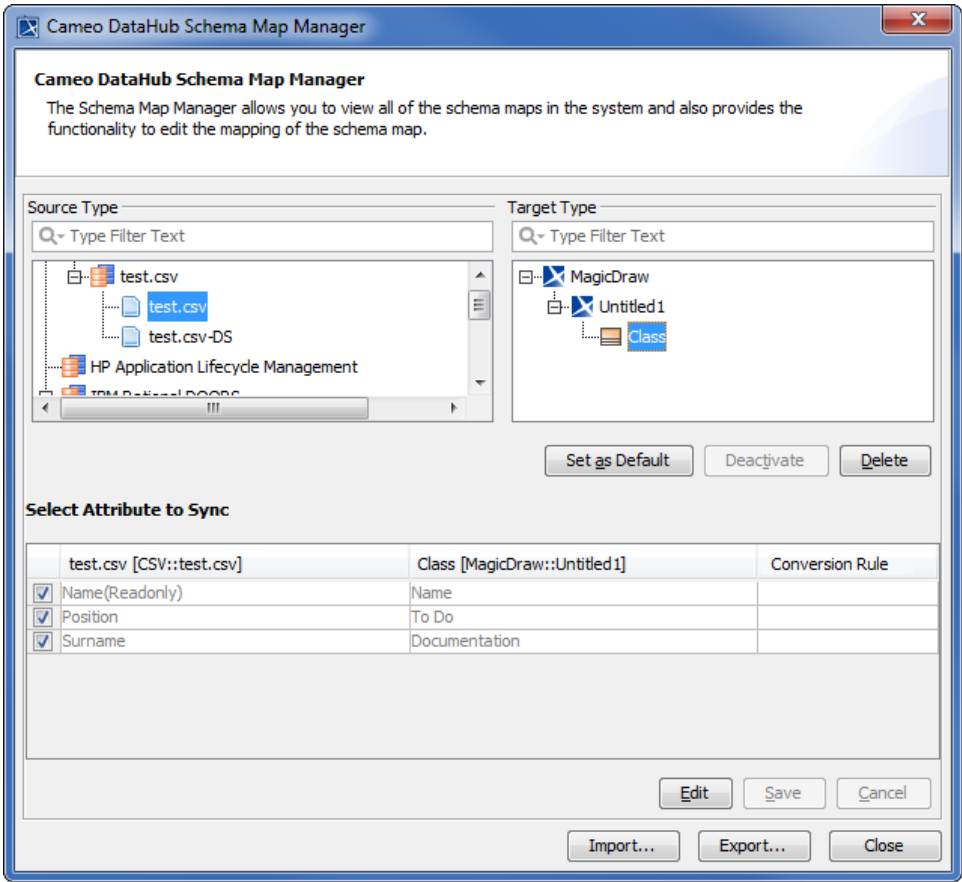 Cameo DataHub Schema Map Manager
Cameo DataHub Schema Map Manager
The Schema Map Manager allows you to view all of the schema maps in the system and also provides the
functionality to edit the mapping of the schema map.
Source Type
Type Filter Text
test.csv
test.csv
test.csv-DS
HP Application Lifecycle Management
IBM Rational DOORS
Target Type
Type Filter Text
MagicDraw
Untitled1
Class
Set as Default
Deactivate
Delete
Select Attribute to Sync
test.csv [CSV::test.csv] Class [MagicDraw::Untitled1] Conversion Rule
Name(Readonly) Name
Position To Do
Surname Documentation
Edit Save Cancel
Import... Export... Close